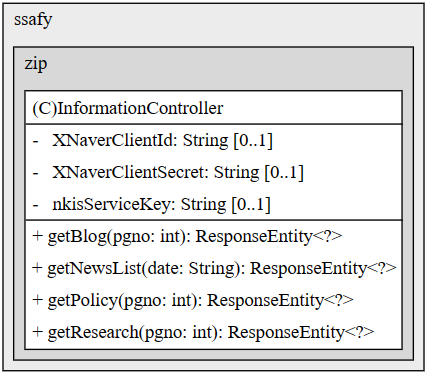 ssafy
zip
(C)InformationController
- XNaverClientId: String [0..1]
- XNaverClientSecret: String [0..1]
- nkisServiceKey: String [0..1]
+ getBlog(pgno: int): ResponseEntity<?>
+ getNewsList(date: String): ResponseEntity<?>
+ getPolicy(pgno: int): ResponseEntity<?>
+ getResearch(pgno: int): ResponseEntity<?>